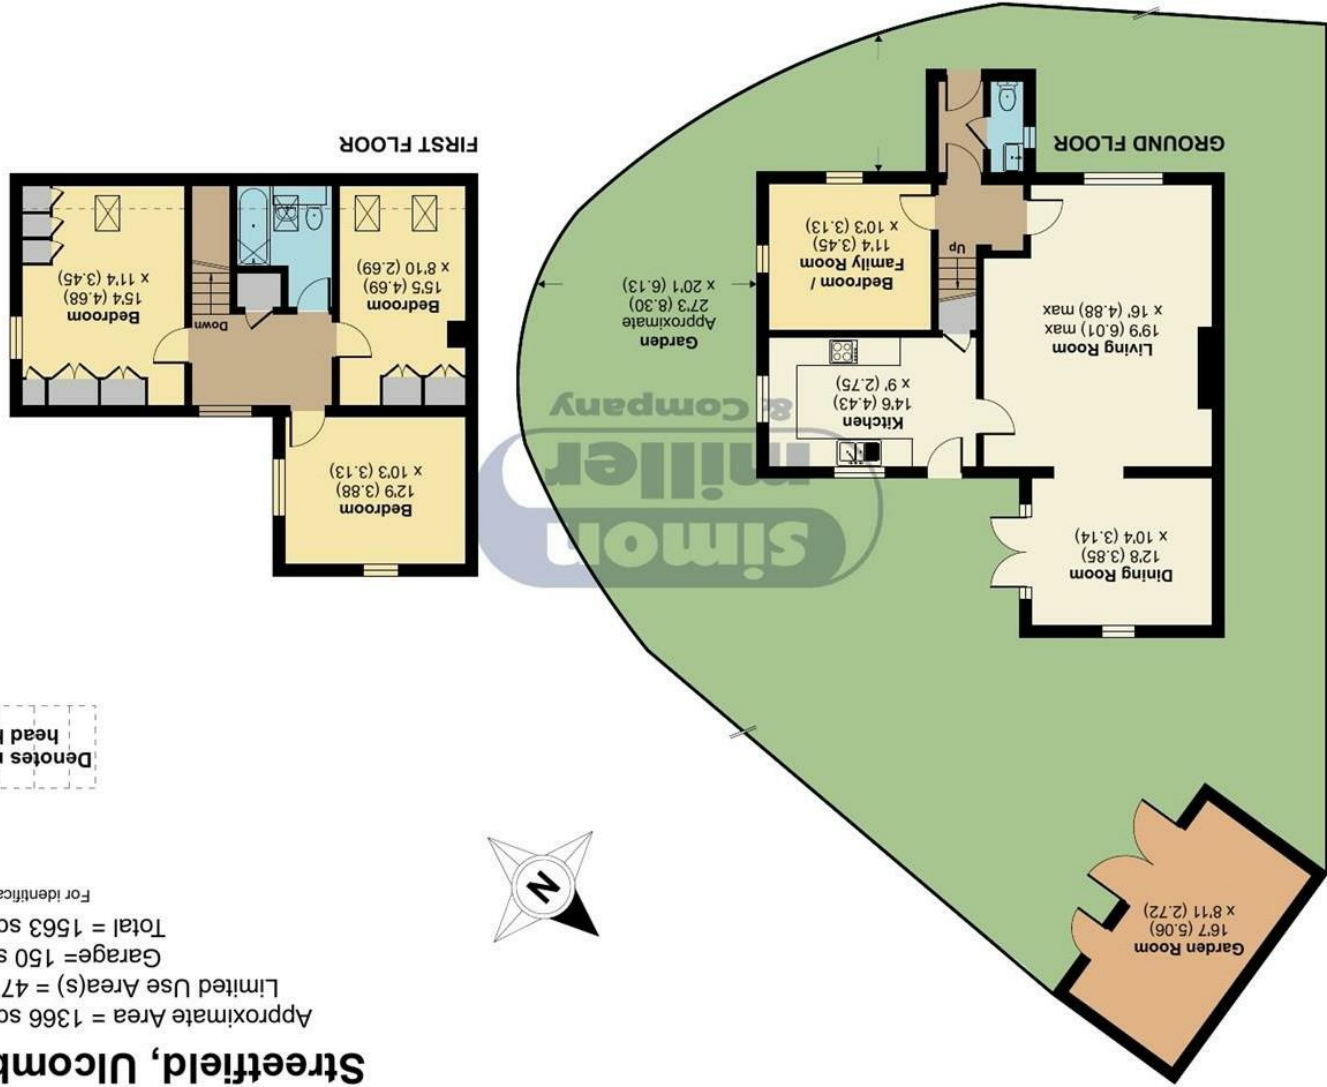 Streetfield, Ulcomb
Approximate Area = 1366 sq
Limited Use Area(s) = 47
Garage= 150 s
Total = 1563 sq
For identifica
Denotes
head
N
Garden Room
16'7 (5.06)
x 8'11 (2.72)
Dining Room
12'8 (3.85)
x 10'4 (3.14)
Living Room
19'9 (6.01) max
x 16' (4.88) max
Kitchen
14'6 (4.43)
x 9' (2.75)
Up
Bedroom /
Family Room
11'4 (3.45)
x 10'3 (3.13)
Garden
Approximate
27'3 (8.30)
x 20'1 (6.13)
GROUND FLOOR
simon
miller
& Company
Bedroom
12'9 (3.88)
x 10'3 (3.13)
Bedroom
15'5 (4.69)
x 8'10 (2.69)
Down
Bedroom
15'4 (4.68)
x 11'4 (3.45)
FIRST FLOOR